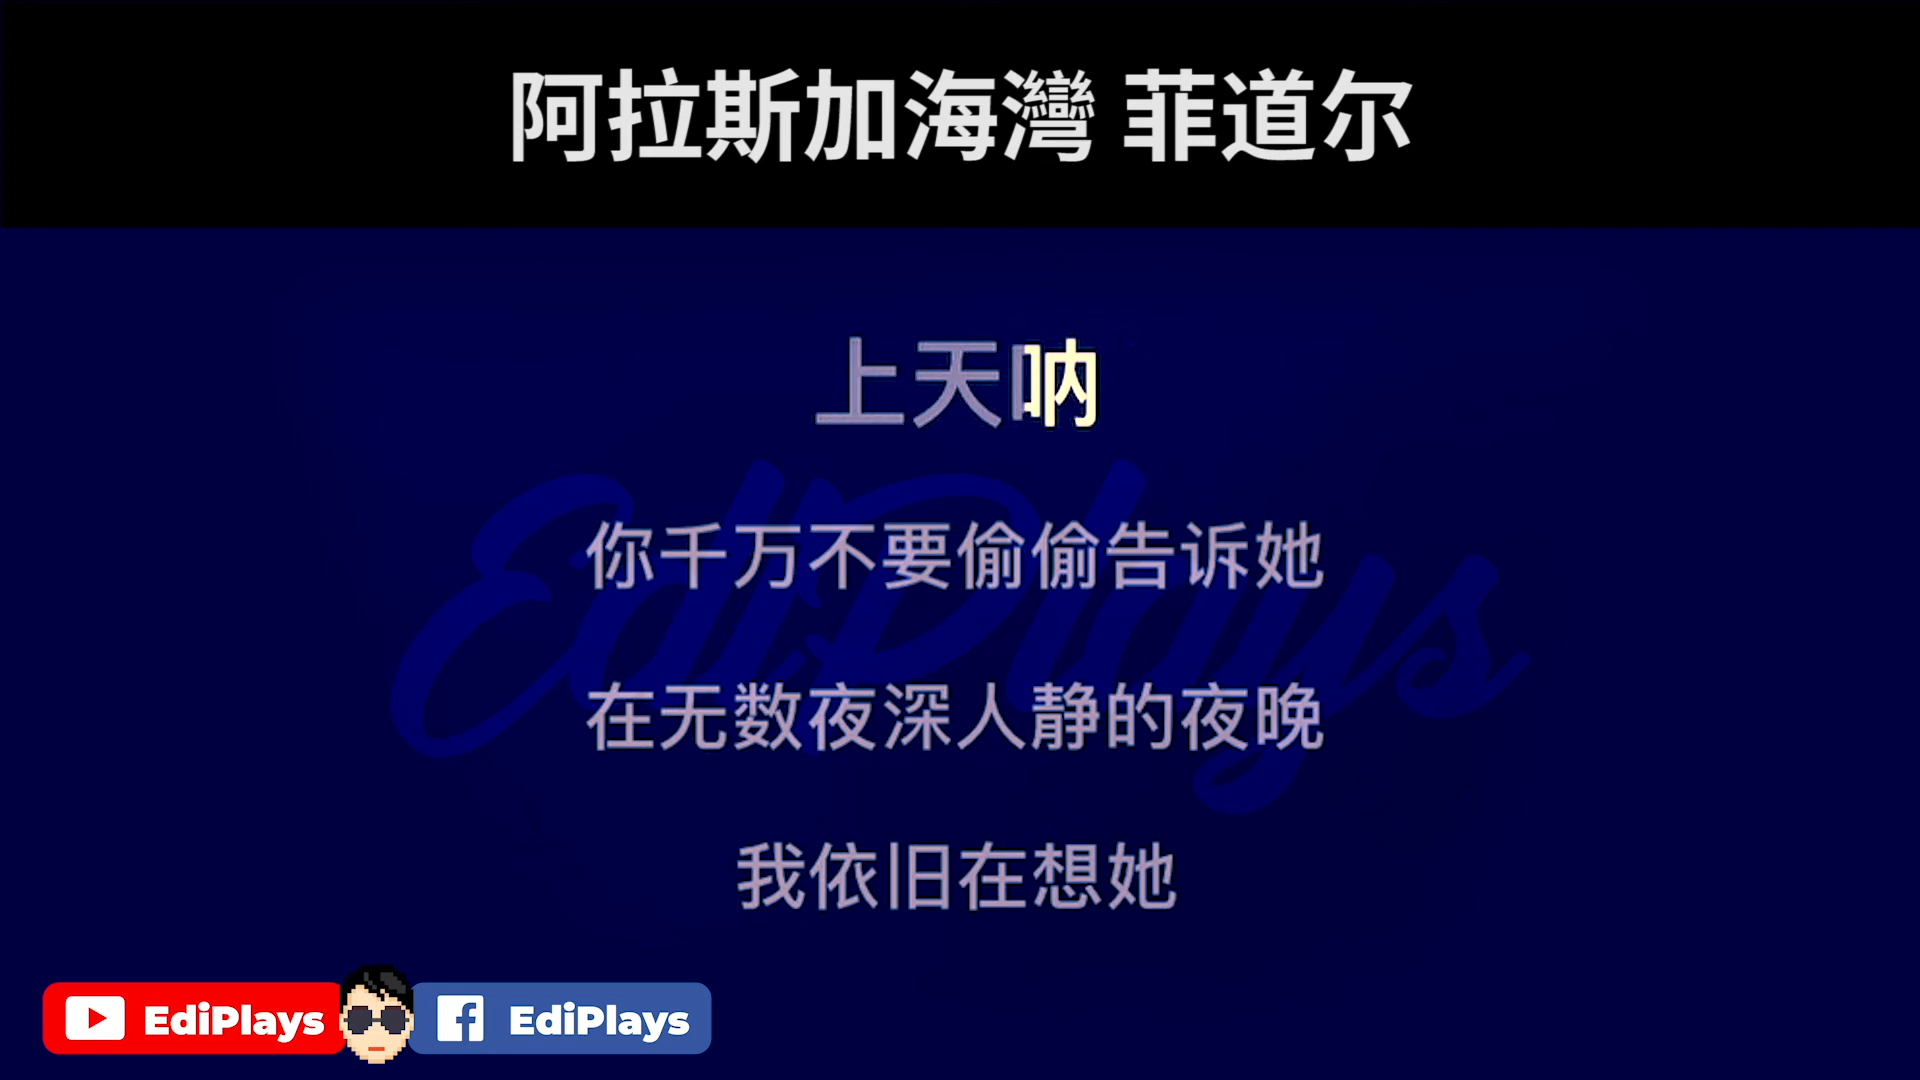 阿拉斯加海灣 菲道尔
上天呐
你千万不要偷偷告诉她
在无数夜深人静的夜晚
我依旧在想她
EdiPlays
EdiPlays EdiPlays